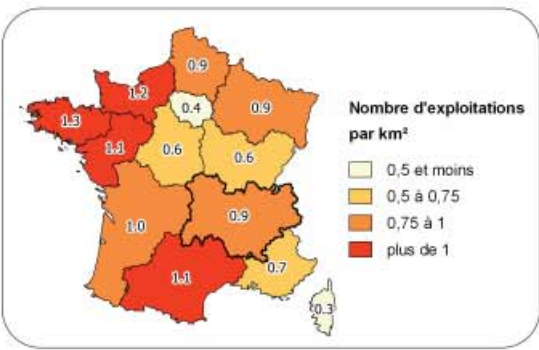 0.9
1.2
0.4
0.9
1.3
1.1
0.6
0.6
1.0
0.9
1.1
0.7
0.3
Nombre d'exploitations
par km²
0,5 et moins
0,5 à 0,75
0,75 à 1
plus de 1